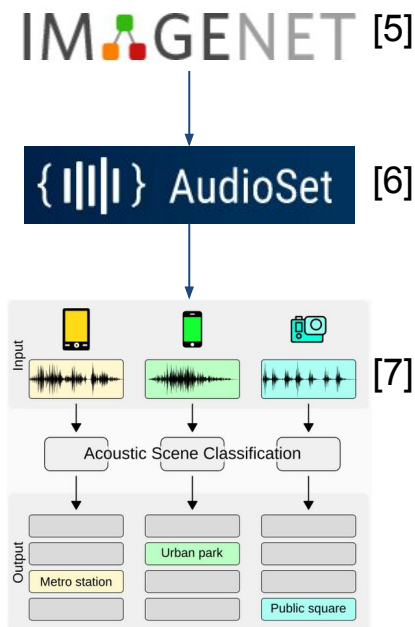 IMAGENET [5]
{ } AudioSet [6]
Input
[7]
Acoustic Scene Classification
Output
Urban park
Metro station
Public square